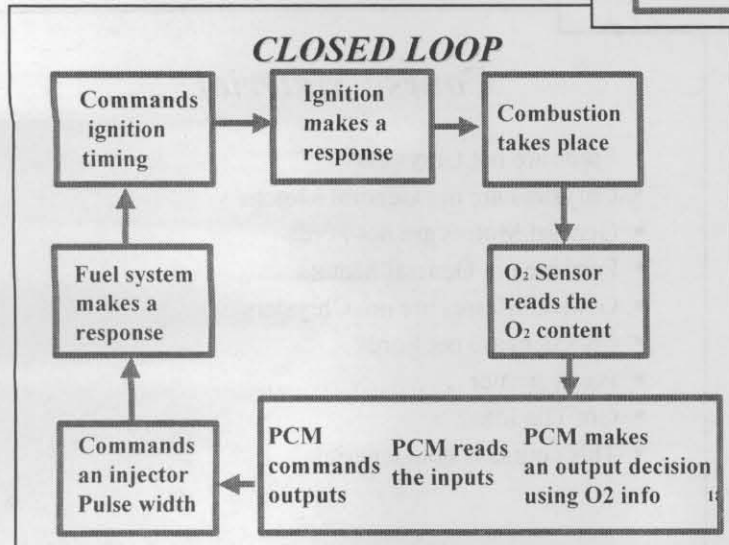 CLOSED LOOP
Commands
ignition
timing
Ignition
makes a
response
Combustion
takes place
O₂ Sensor
reads the
O₂ content
PCM
commands
outputs
PCM reads
the inputs
PCM makes
an output decision
using O2 info
Commands
an injector
Pulse width
Fuel system
makes a
response